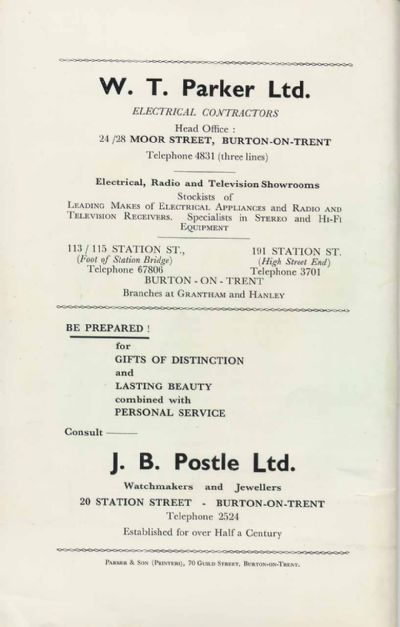 W. T. Parker Ltd.
ELECTRICAL CONTRACTORS
Head Office :
24/28 MOOR STREET, BURTON-ON-TRENT
Telephone 4831 (three lines)
Electrical, Radio and Television Showrooms
Stockists of
LEADING MAKES OF ELECTRICAL APPLIANCES AND RADIO AND
TELEVISION RECEIVERS. Specialists in STEREO and HI-FI
EQUIPMENT
113/115 STATION ST., 191 STATION ST.
(Foot of Station Bridge) (High Street End)
Telephone 67806 Telephone 3701
BURTON - ON - TRENT
Branches at GRANTHAM and HANLEY
BE PREPARED !
for
GIFTS OF DISTINCTION
and
LASTING BEAUTY
combined with
PERSONAL SERVICE
Consult ——
J. B. Postle Ltd.
Watchmakers and Jewellers
20 STATION STREET - BURTON-ON-TRENT
Telephone 2524
Established for over Half a Century
PARKER & SON (PRINTERS), 70 GUILD STREET, BURTON-ON-TRENT.